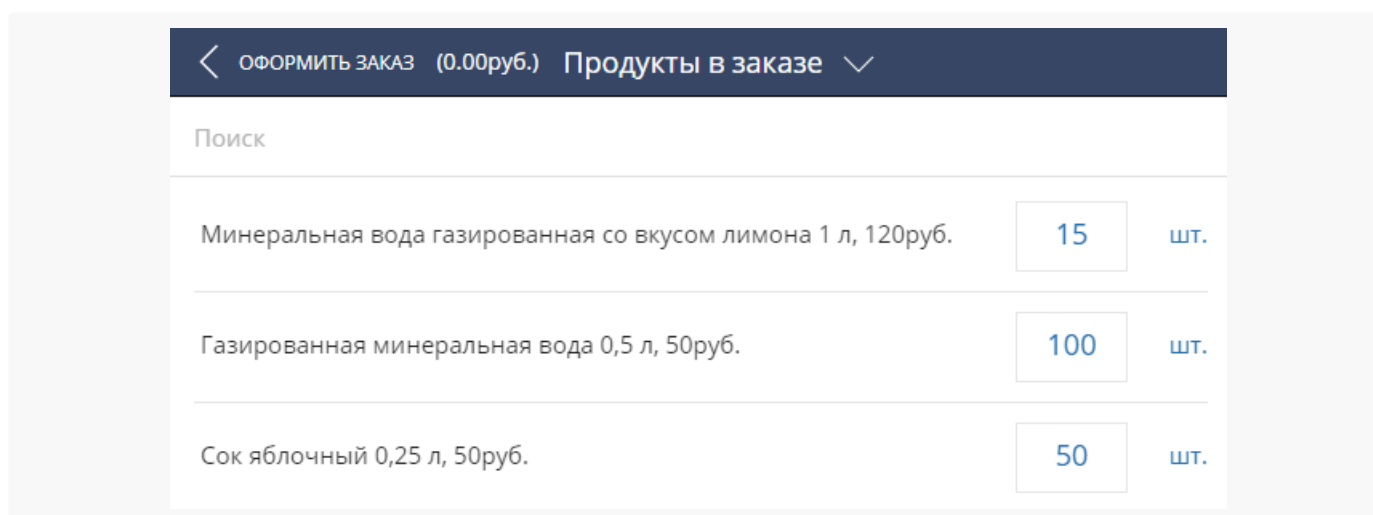 ОФОРМИТЬ ЗАКАЗ (0.00руб.) Продукты в заказе
Поиск
Минеральная вода газированная со вкусом лимона 1 л, 120руб. 15 шт.
Газированная минеральная вода 0,5 л, 50руб. 100 шт.
Сок яблочный 0,25 л, 50руб. 50 шт.